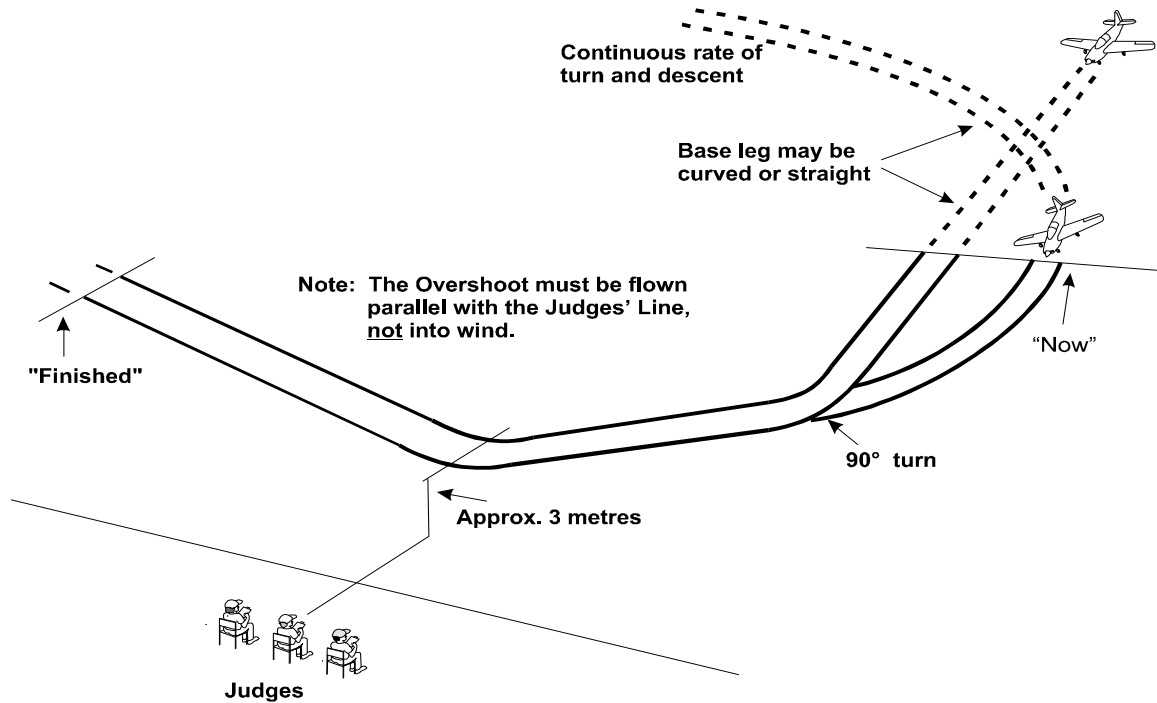 Continuous rate of
turn and descent
Base leg may be
curved or straight
Note: The Overshoot must be flown
parallel with the Judges' Line,
not into wind.
"Now"
"Finished"
90° turn
Approx. 3 metres
Judges